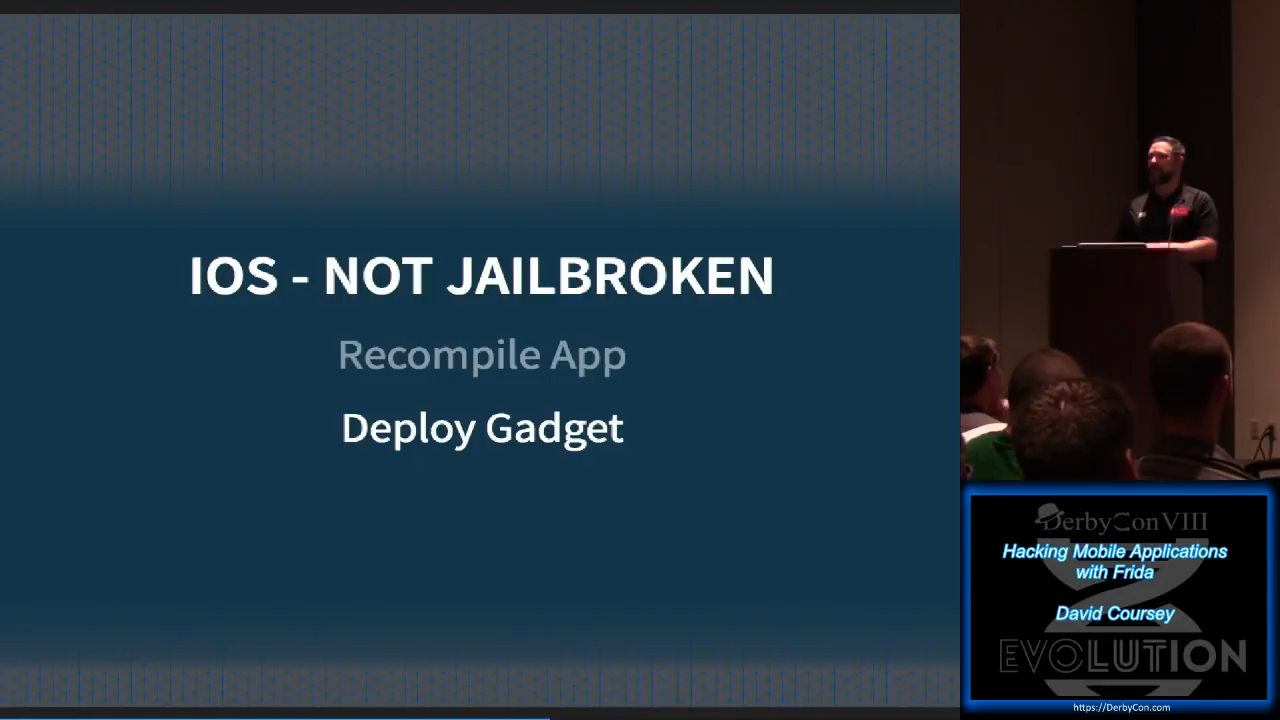 IOS - NOT JAILBROKEN
Recompile App
Deploy Gadget
DerbyCon VIII
Hacking Mobile Applications
with Frida
David Coursey
EVOLUTION
https://DerbyCon.com